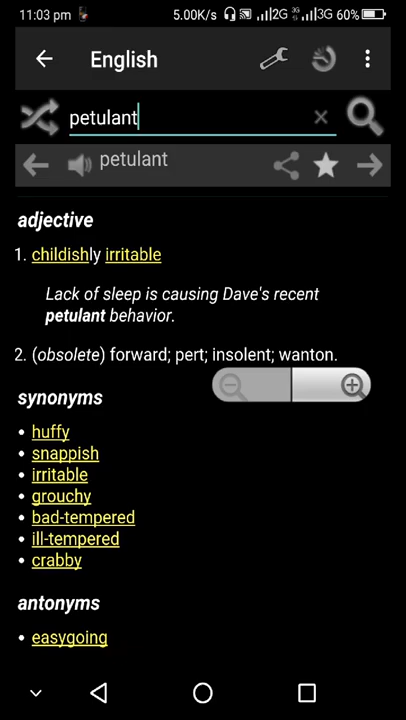 11:03 pm 5.00K/s 2G 3G 3G 60%
English
petulant
petulant
adjective
1. childishly irritable
Lack of sleep is causing Dave's recent
petulant behavior.
2. (obsolete) forward; pert; insolent; wanton.
synonyms
• huffy
• snappish
• irritable
• grouchy
• bad-tempered
• ill-tempered
• crabby
antonyms
• easygoing